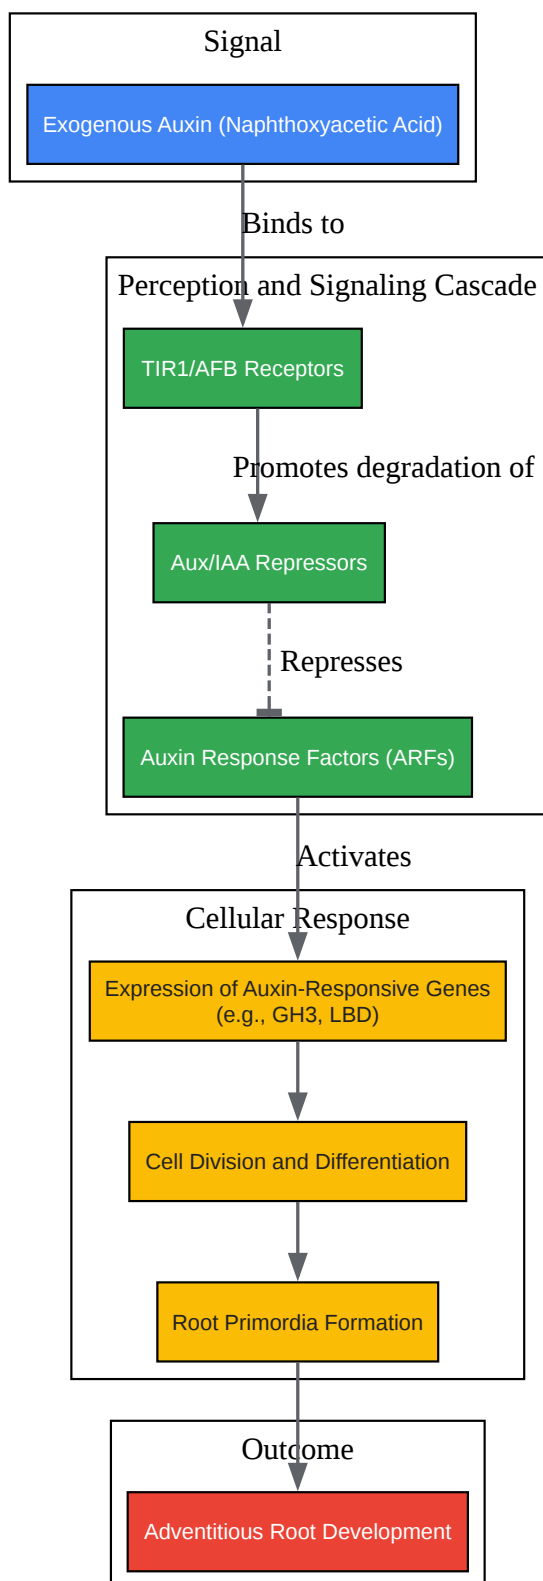 Signal
Exogenous Auxin (Naphthoxyacetic Acid)
Binds to
Perception and Signaling Cascade
TIR1/AFB Receptors
Promotes degradation of
Aux/IAA Repressors
Represses
Auxin Response Factors (ARFs)
Activates
Cellular Response
Expression of Auxin-Responsive Genes
(e.g., GH3, LBD)
Cell Division and Differentiation
Root Primordia Formation
Outcome
Adventitious Root Development